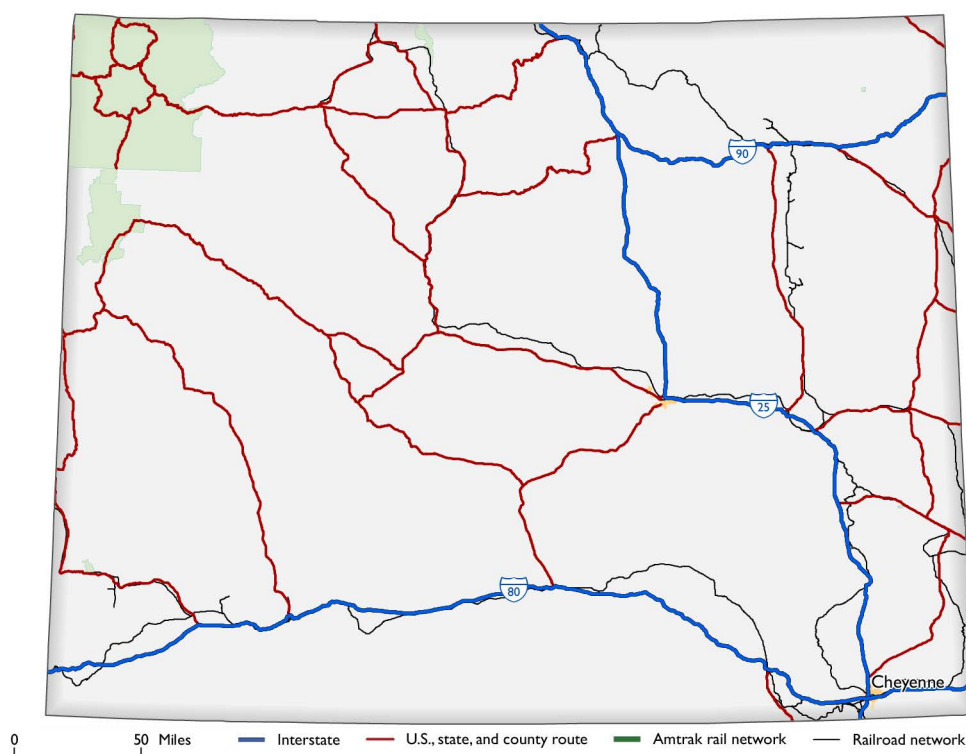 90
25
80
Cheyenne
0 50 Miles Interstate U.S., state, and county route Amtrak rail network Railroad network